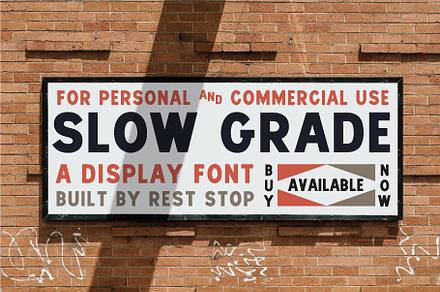 FOR PERSONAL AND COMMERCIAL USE
SLOW GRADE
A DISPLAY FONT
BUILT BY REST STOP
BUY
AVAILABLE
NOW